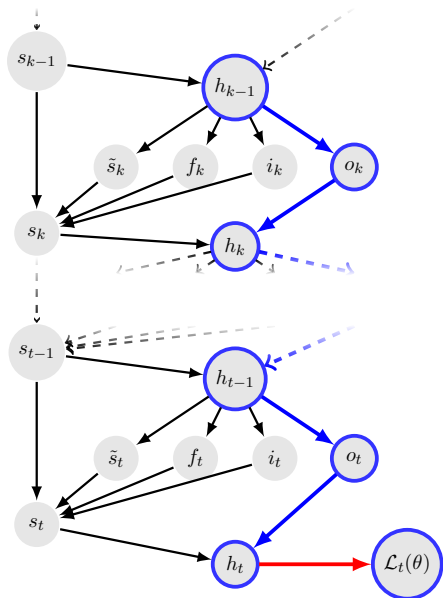 s_{k−1}
h_{k−1}
s̃_k f_k i_k o_k
s_k h_k
s_{t−1}
h_{t−1}
s̃_t f_t i_t o_t
s_t
h_t ℒ_t(θ)